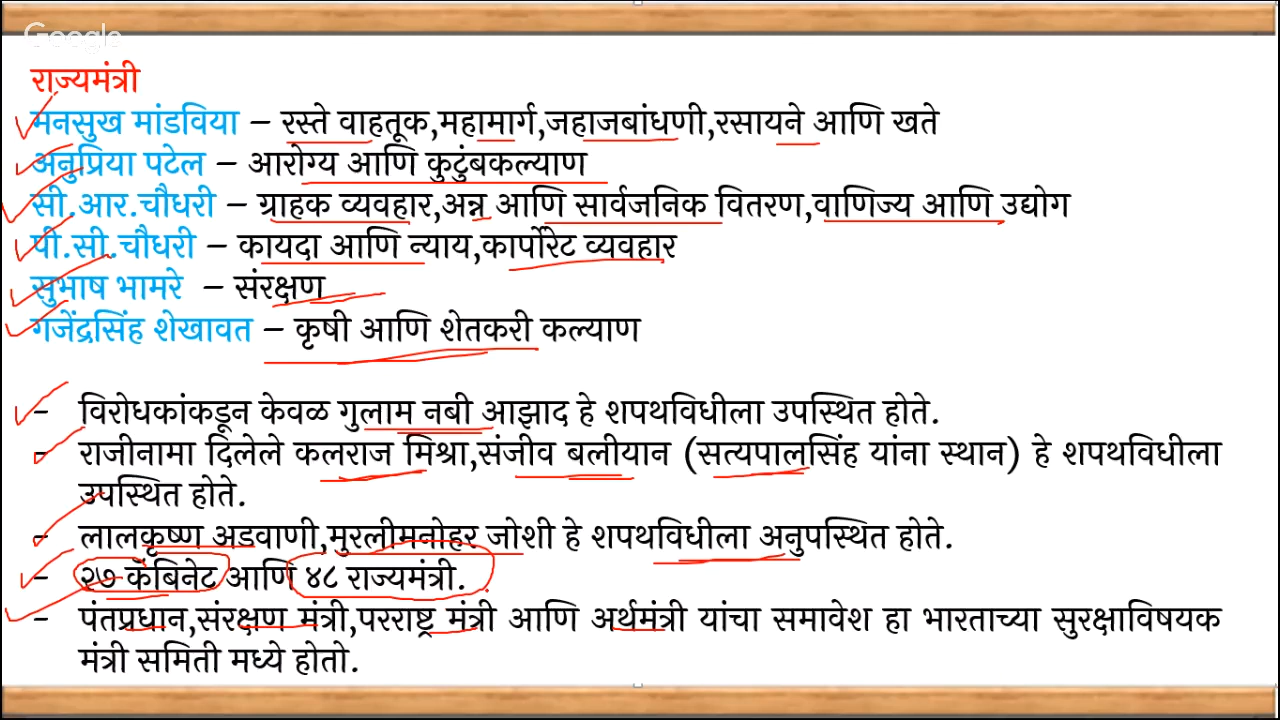 Google
राज्यमंत्री
मनसुख मांडविया – रस्ते वाहतूक,महामार्ग,जहाजबांधणी,रसायने आणि खते
अनुप्रिया पटेल – आरोग्य आणि कुटुंबकल्याण
सी.आर.चौधरी – ग्राहक व्यवहार,अन्न आणि सार्वजनिक वितरण,वाणिज्य आणि उद्योग
पी.सी.चौधरी – कायदा आणि न्याय,कार्पोरेट व्यवहार
सुभाष भामरे – संरक्षण
गजेंद्रसिंह शेखावत – कृषी आणि शेतकरी कल्याण
– विरोधकांकडून केवळ गुलाम नबी आझाद हे शपथविधीला उपस्थित होते.
– राजीनामा दिलेले कलराज मिश्रा,संजीव बलीयान (सत्यपालसिंह यांना स्थान) हे शपथविधीला
उपस्थित होते.
– लालकृष्ण अडवाणी,मुरलीमनोहर जोशी हे शपथविधीला अनुपस्थित होते.
– २७ कॅबिनेट आणि ४८ राज्यमंत्री.
– पंतप्रधान,संरक्षण मंत्री,परराष्ट्र मंत्री आणि अर्थमंत्री यांचा समावेश हा भारताच्या सुरक्षाविषयक
मंत्री समिती मध्ये होतो.